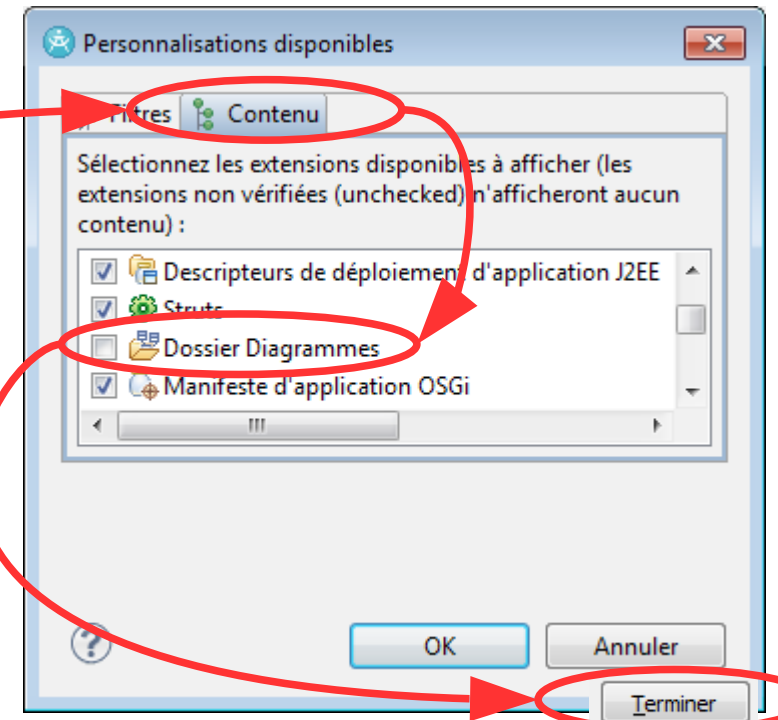 Personnalisations disponibles
Filtres Contenu
Sélectionnez les extensions disponibles à afficher (les
extensions non vérifiées (unchecked) n'afficheront aucun
contenu) :
Descripteurs de déploiement d'application J2EE
Struts
Dossier Diagrammes
Manifeste d'application OSGi
OK Annuler
Terminer